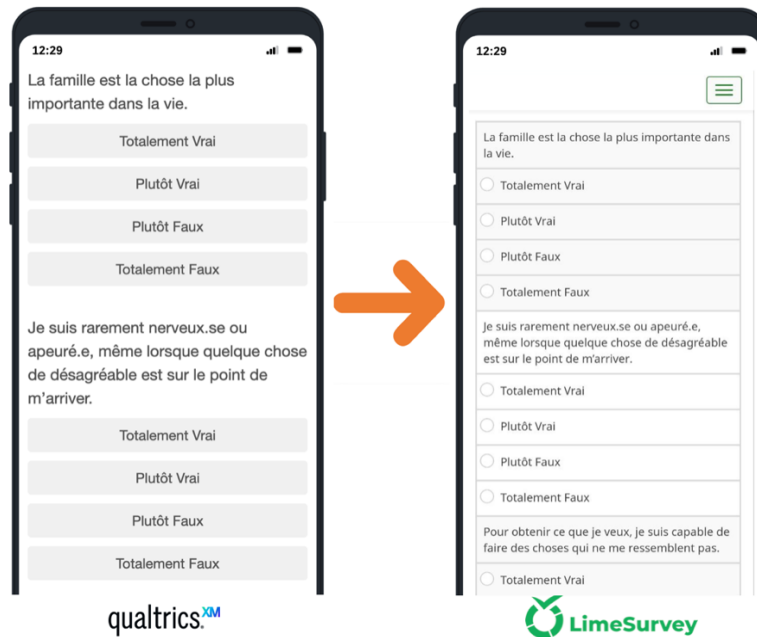 12:29
La famille est la chose la plus
importante dans la vie.
Totalement Vrai
Plutôt Vrai
Plutôt Faux
Totalement Faux
Je suis rarement nerveux.se ou
apeuré.e, même lorsque quelque chose
de désagréable est sur le point de
m’arriver.
Totalement Vrai
Plutôt Vrai
Plutôt Faux
Totalement Faux
qualtrics.XM
12:29
La famille est la chose la plus importante dans
la vie.
Totalement Vrai
Plutôt Vrai
Plutôt Faux
Totalement Faux
Je suis rarement nerveux.se ou apeuré.e,
même lorsque quelque chose de désagréable
est sur le point de m’arriver.
Totalement Vrai
Plutôt Vrai
Plutôt Faux
Totalement Faux
Pour obtenir ce que je veux, je suis capable de
faire des choses qui ne me ressemblent pas.
Totalement Vrai
LimeSurvey